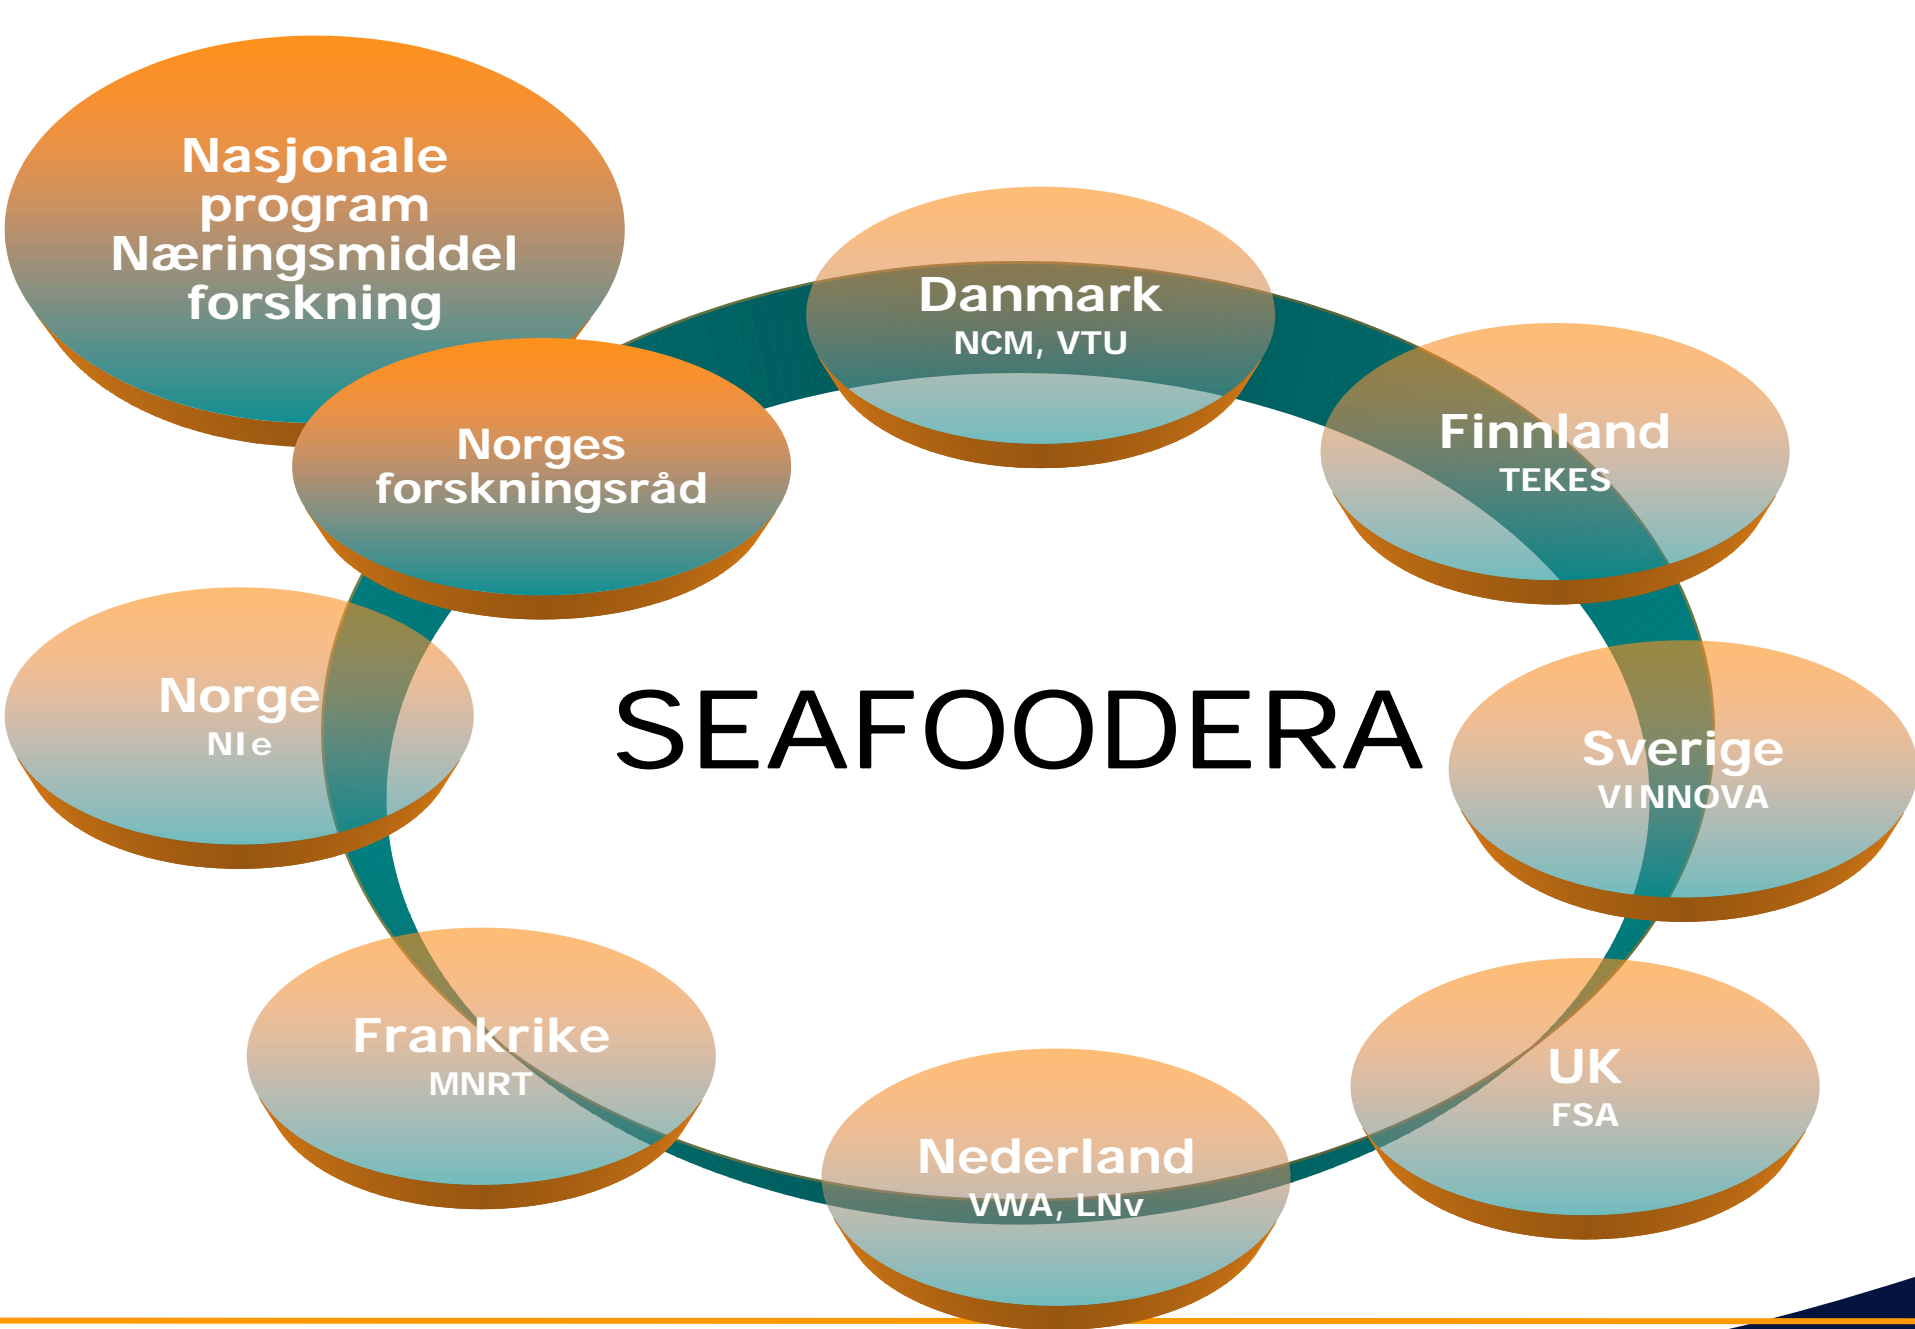 Nasjonale
program
Næringsmiddel
forskning
Danmark
NCM, VTU
Finnland
TEKES
Norges
forskningsråd
Norge
NIe
SEAFOODERA
Sverige
VINNOVA
Frankrike
MNRT
UK
FSA
Nederland
VWA, LNv